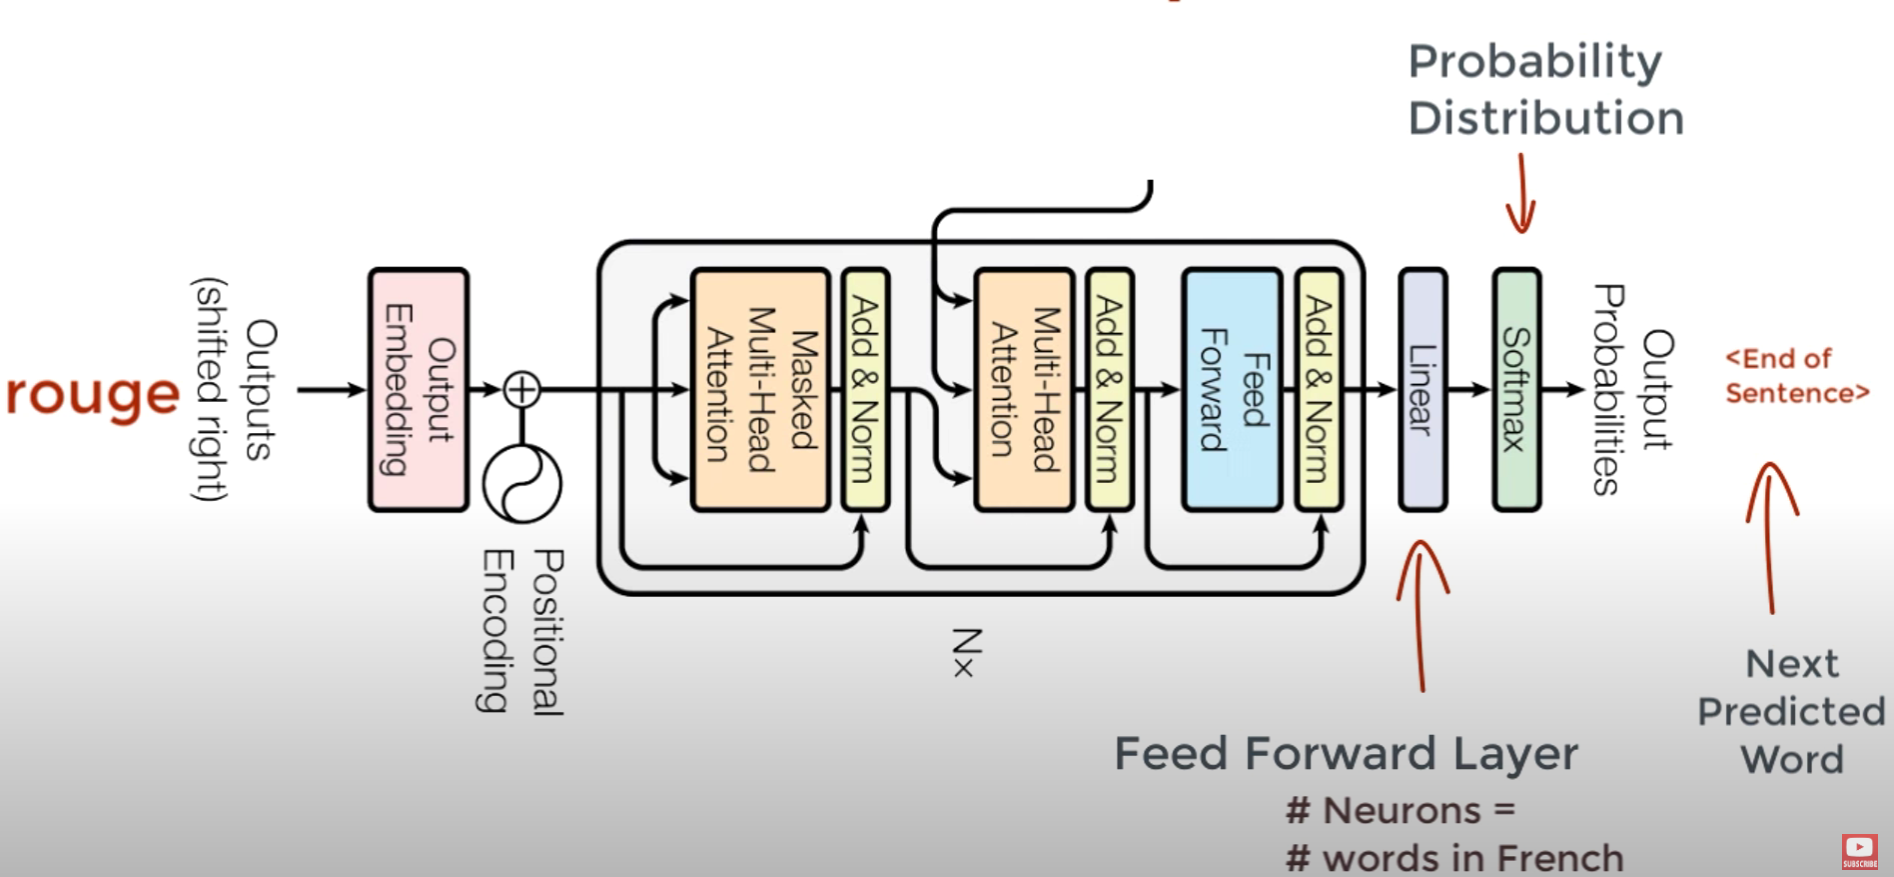 Probability
Distribution
rouge
Outputs
(shifted right)
Output
Embedding
Positional
Encoding
Masked
Multi-Head
Attention
Add & Norm
Multi-Head
Attention
Add & Norm
Feed
Forward
Add & Norm
Nx
Linear
Softmax
Output
Probabilities
<End of
Sentence>
Next
Predicted
Word
Feed Forward Layer
# Neurons =
# words in French
SUBSCRIBE